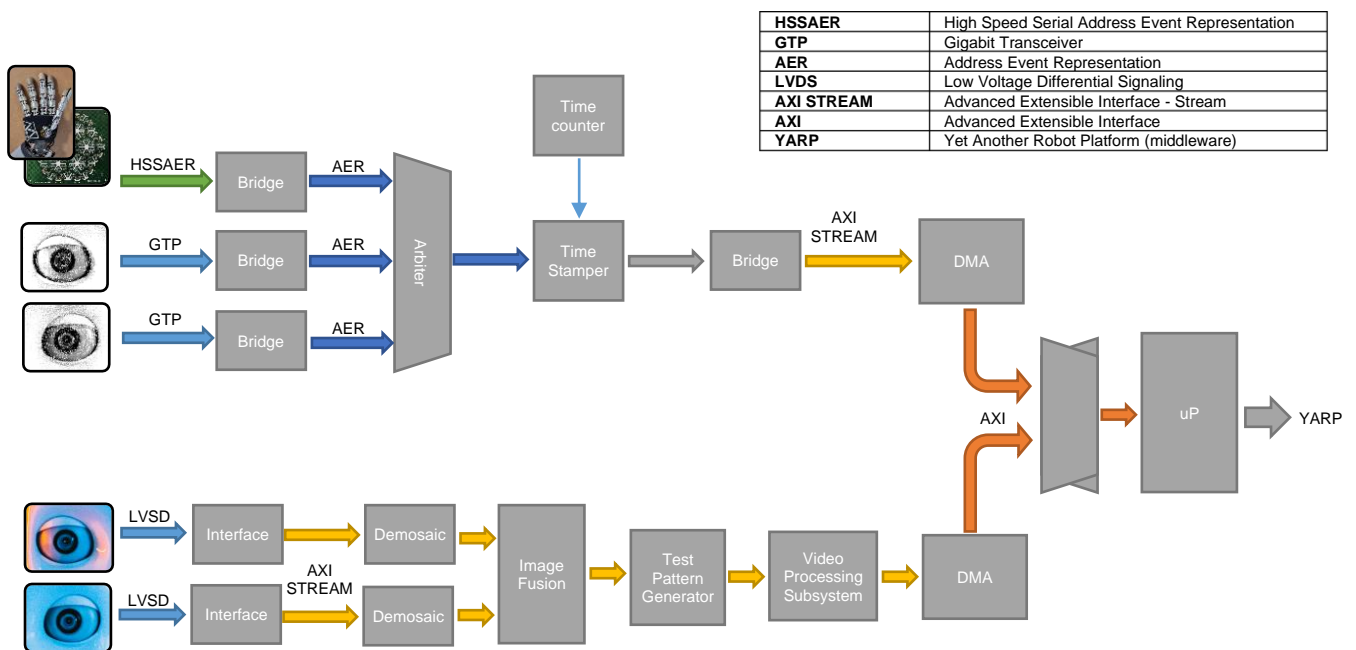 HSSAER High Speed Serial Address Event Representation
GTP Gigabit Transceiver
AER Address Event Representation
LVDS Low Voltage Differential Signaling
AXI STREAM Advanced Extensible Interface - Stream
AXI Advanced Extensible Interface
YARP Yet Another Robot Platform (middleware)
Time
counter
HSSAER
Bridge
AER
GTP
Bridge
AER
GTP
Bridge
AER
Arbiter
Time
Stamper
Bridge
AXI
STREAM
DMA
AXI
uP
YARP
LVSD
Interface
Demosaic
LVSD
Interface
AXI
STREAM
Demosaic
Image
Fusion
Test
Pattern
Generator
Video
Processing
Subsystem
DMA